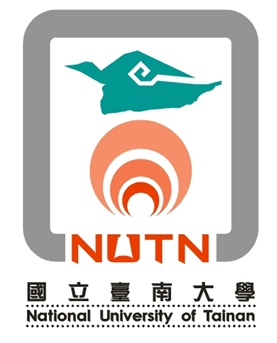 NUTN
國立臺南大學
National University of Tainan